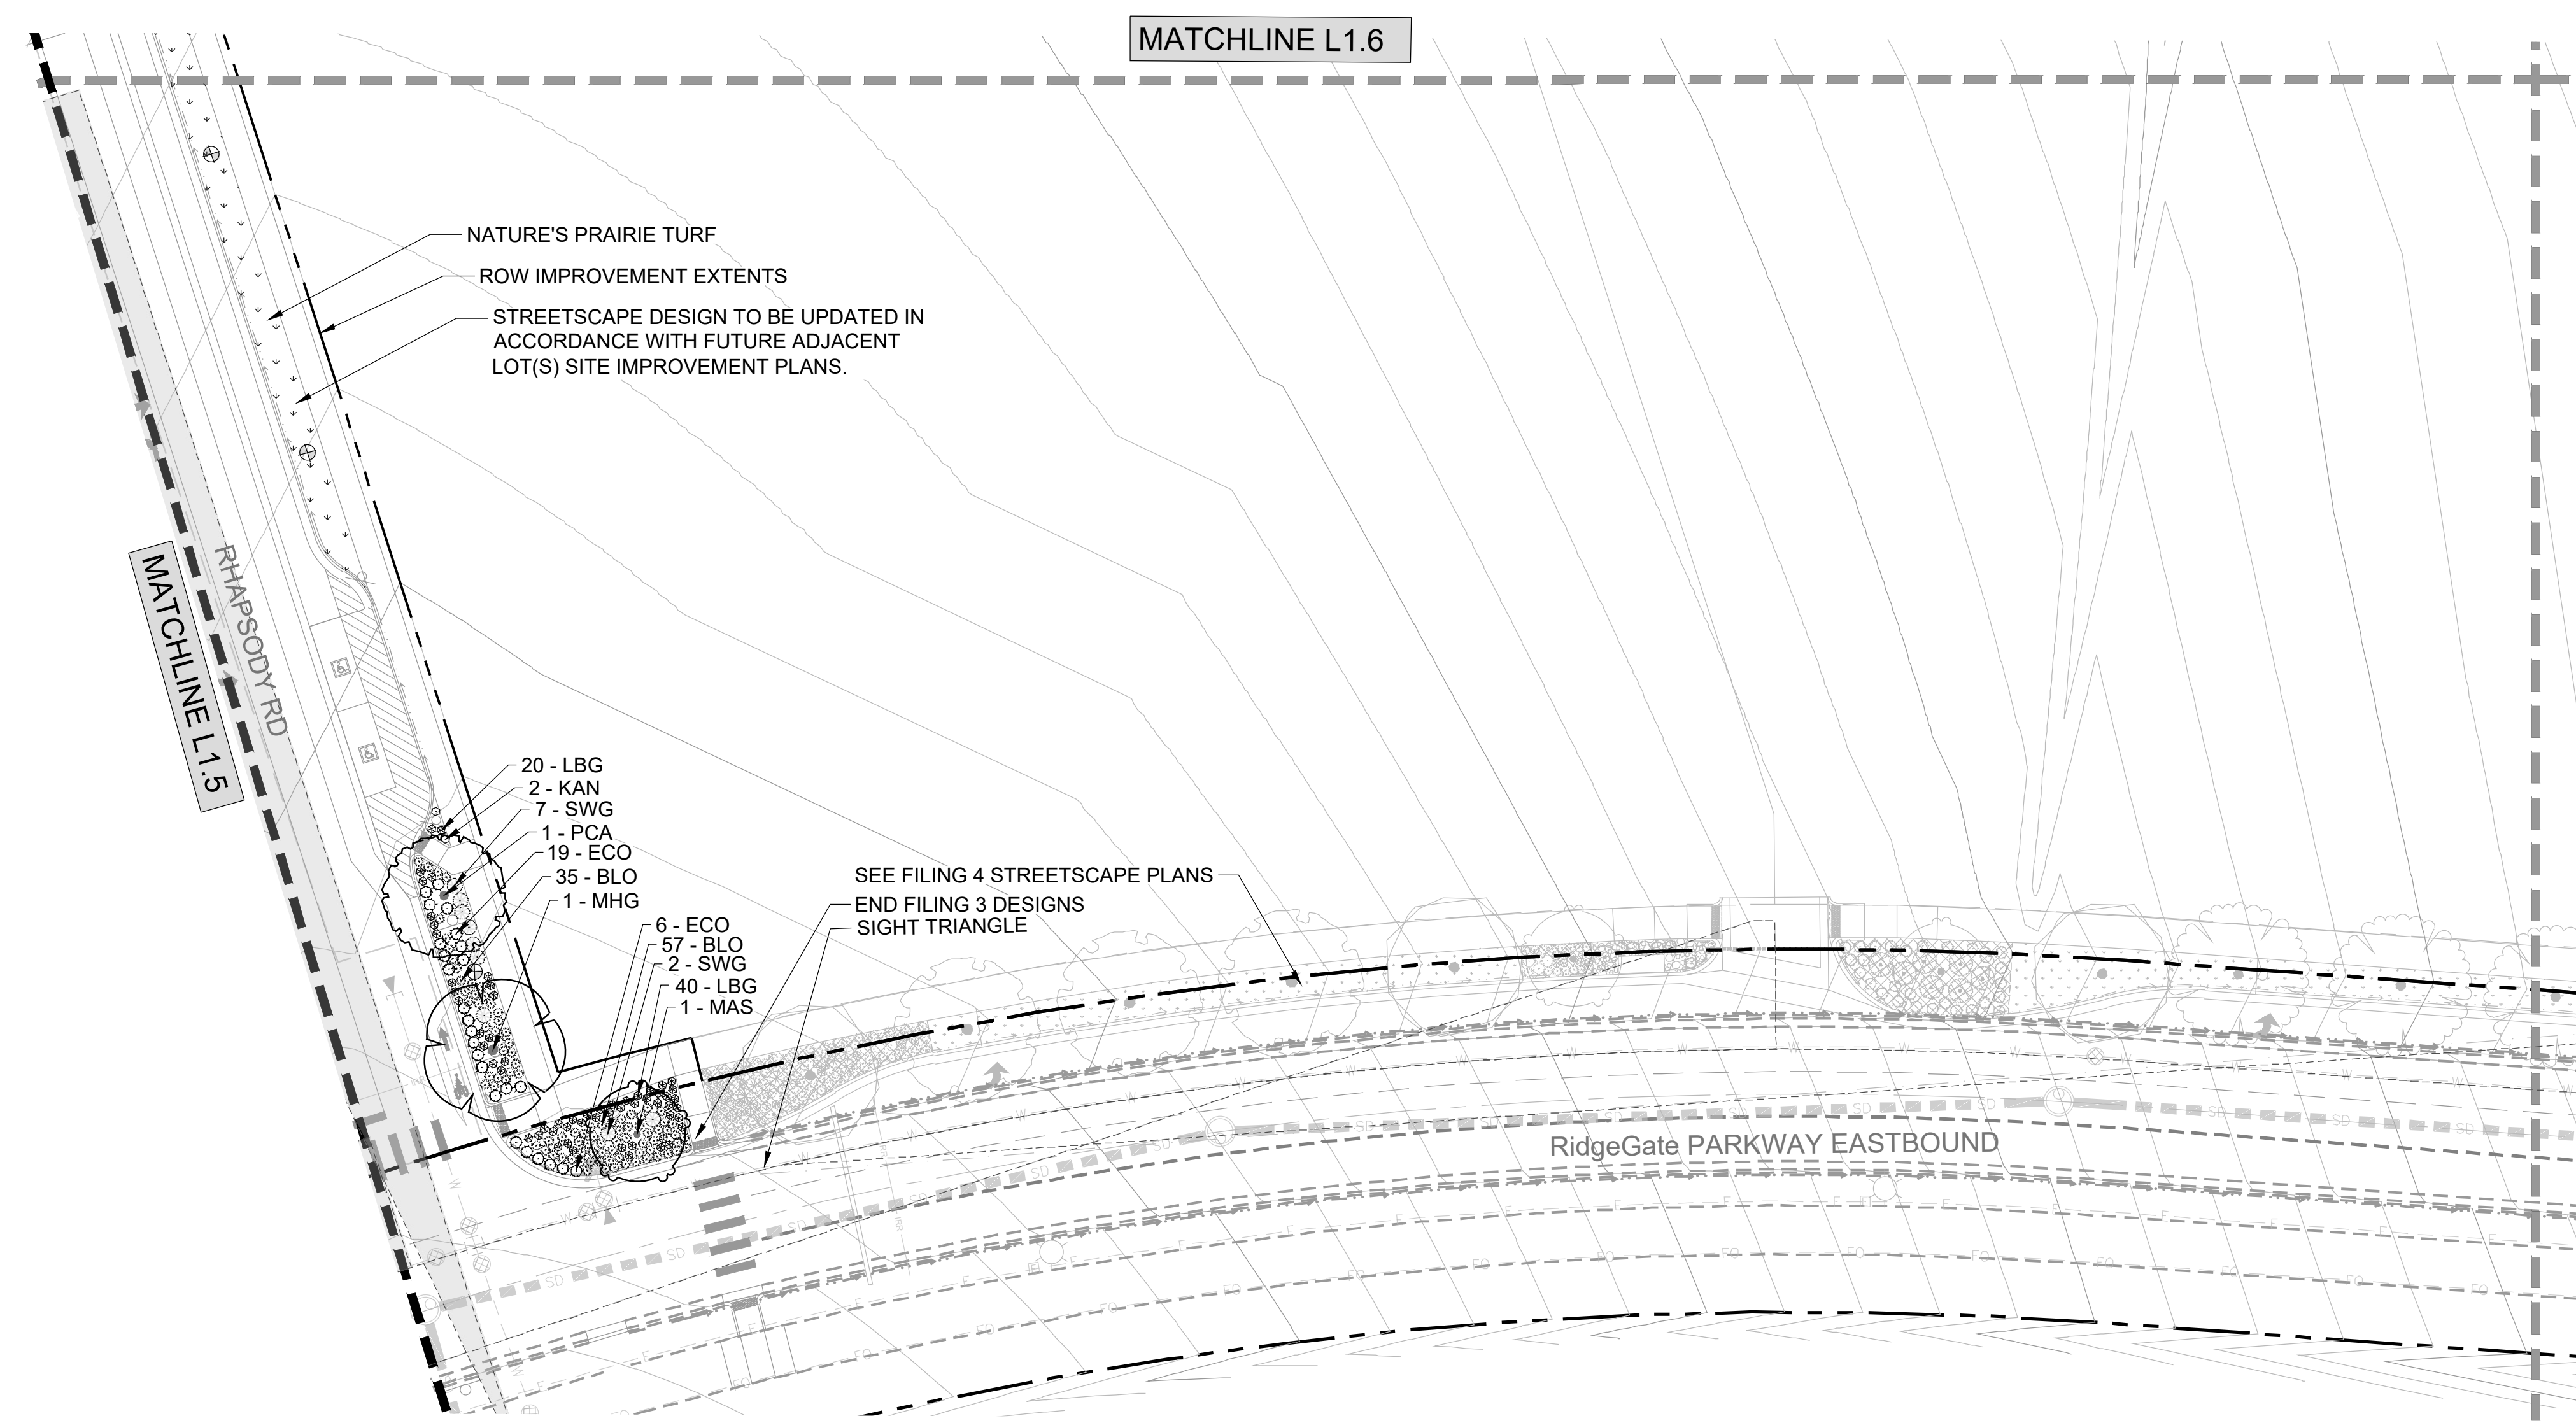 MATCHLINE L1.6
NATURE'S PRAIRIE TURF
ROW IMPROVEMENT EXTENTS
STREETSCAPE DESIGN TO BE UPDATED IN
ACCORDANCE WITH FUTURE ADJACENT
LOT(S) SITE IMPROVEMENT PLANS.
MATCHLINE L1.5
RHAPSODY RD
20 - LBG
2 - KAN
7 - SWG
1 - PCA
19 - ECO
35 - BLO
1 - MHG
6 - ECO
57 - BLO
2 - SWG
40 - LBG
1 - MAS
SEE FILING 4 STREETSCAPE PLANS
END FILING 3 DESIGNS
SIGHT TRIANGLE
RidgeGate PARKWAY EASTBOUND